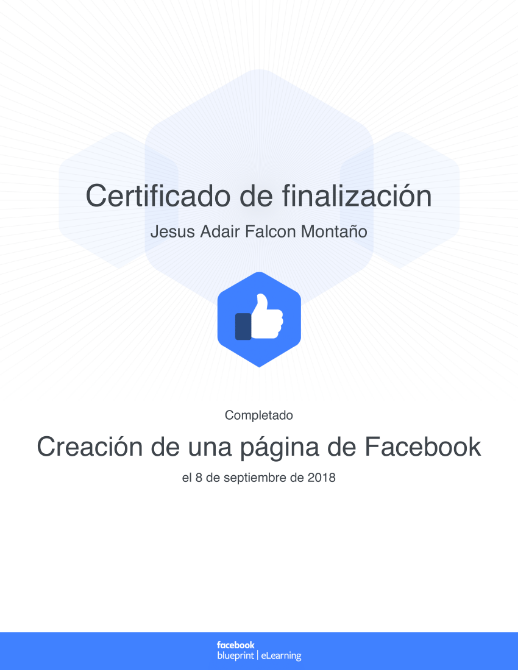 Certificado de finalización
Jesus Adair Falcon Montaño
Completado
Creación de una página de Facebook
el 8 de septiembre de 2018
facebook
blueprint | eLearning